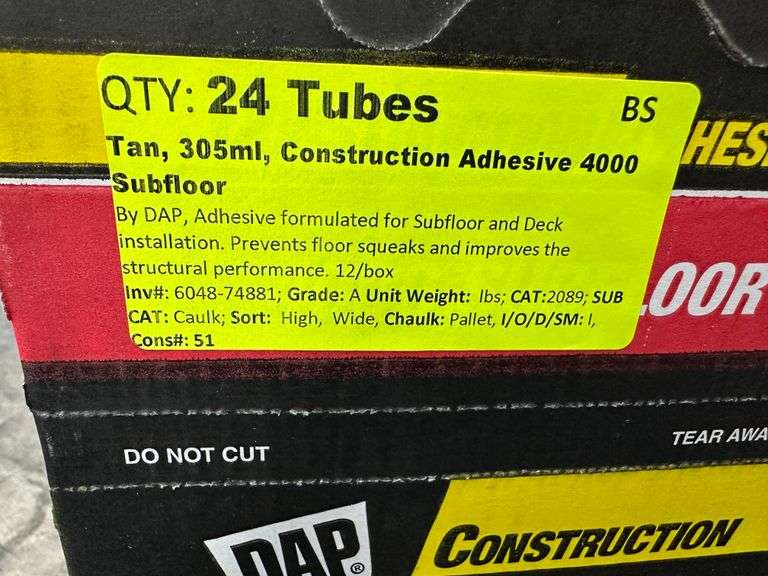 QTY: 24 Tubes BS
Tan, 305ml, Construction Adhesive 4000
Subfloor
By DAP, Adhesive formulated for Subfloor and Deck
installation. Prevents floor squeaks and improves the
structural performance. 12/box
Inv#: 6048-74881; Grade: A Unit Weight: lbs; CAT:2089; SUB
CAT: Caulk; Sort: High, Wide, Chaulk: Pallet, I/O/D/SM: I,
Cons#: 51
HES
OOR
DO NOT CUT
TEAR AWA
DAP®
CONSTRUCTION